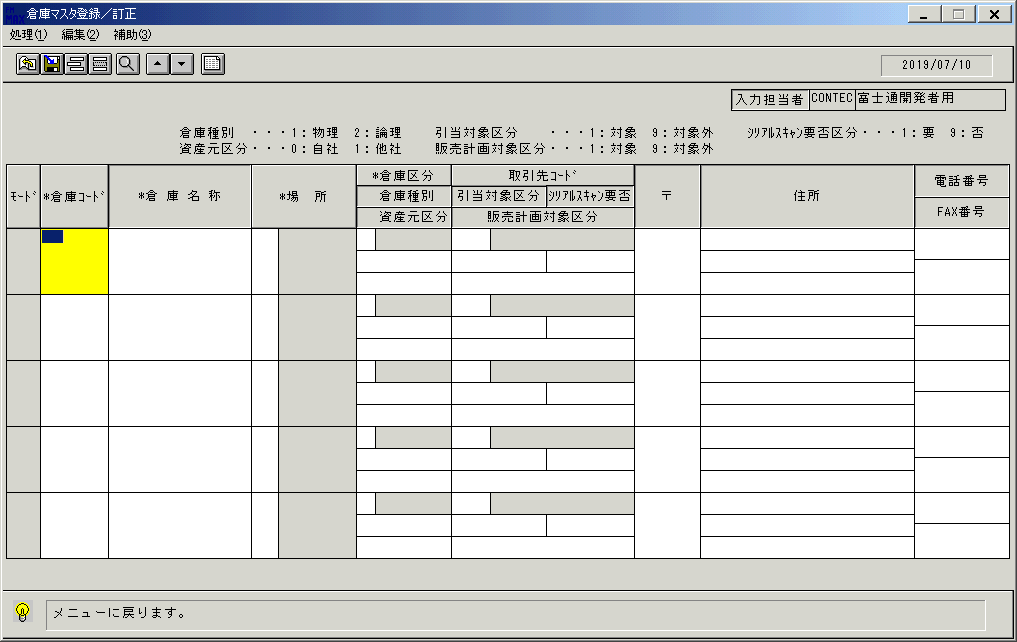 倉庫マスタ登録／訂正
処理(1) 編集(2) 補助(3)
2019/07/10
入力担当者 CONTEC 富士通開発者用
倉庫種別 ・・・1：物理 2：論理 引当対象区分 ・・・1：対象 9：対象外 ｼﾘｱﾙｽｷｬﾝ要否区分・・・1：要 9：否
資産元区分・・・0：自社 1：他社 販売計画対象区分・・・1：対象 9：対象外
ﾓｰﾄﾞ *倉庫ｺｰﾄﾞ *倉 庫 名 称 *場 所 *倉庫区分 取引先ｺｰﾄﾞ 〒 住所 電話番号
倉庫種別 引当対象区分 ｼﾘｱﾙｽｷｬﾝ要否
資産元区分 販売計画対象区分 FAX番号
メニューに戻ります。